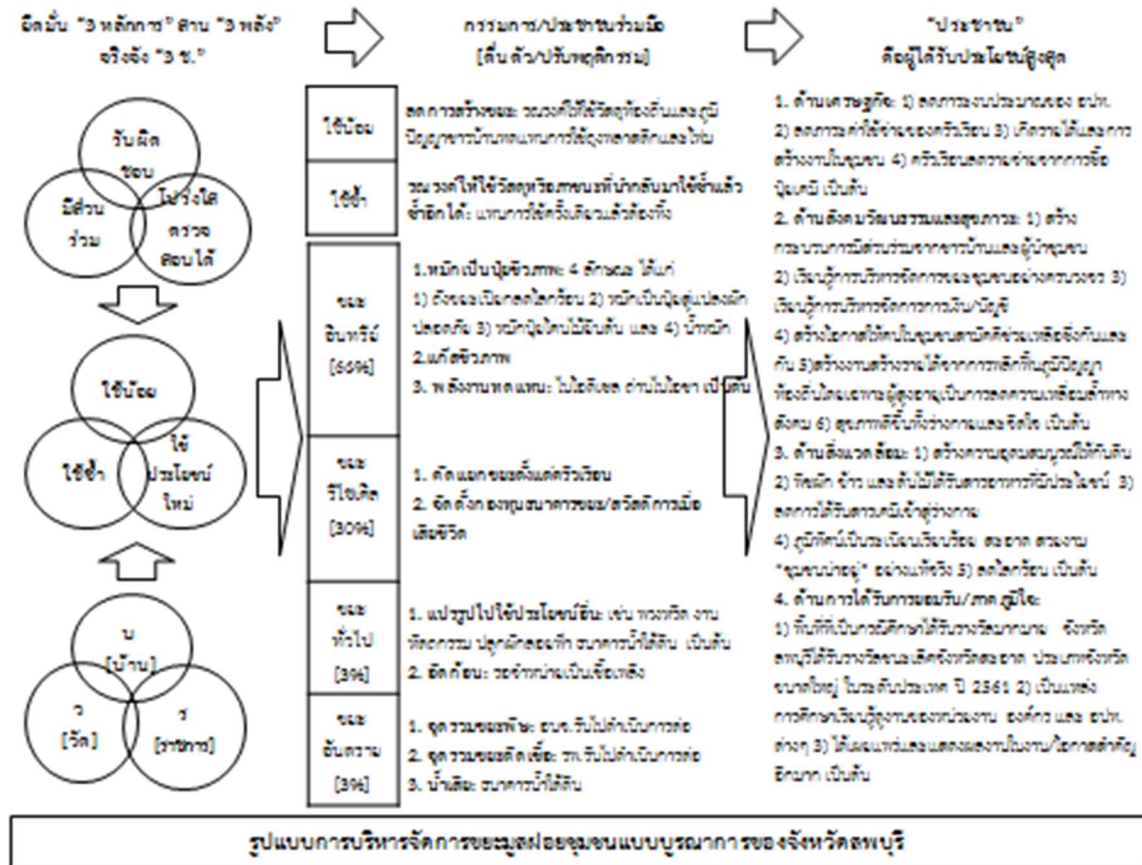 ยึดมั่น "3 หลักการ" สาน "3 พลัง"
จริงจัง "3 ช."
รับผิด
ชอบ
มีส่วน
ร่วม
โปร่งใส
ตรวจ
สอบได้
ใช้น้อย
ใช้ซ้ำ
ใช้
ประโยชน์
ใหม่
บ
[บ้าน]
ว
[วัด]
ร
[ราชการ]
กรรมการ/ประชาชนร่วมมือ
[ตื่นตัว/ปรับพฤติกรรม]
ใช้น้อย
ลดการสร้างขยะ: รณรงค์ให้ใช้วัสดุท้องถิ่นและภูมิ
ปัญญาชาวบ้านทดแทนการใช้ถุงพลาสติกและโฟม
ใช้ซ้ำ
รณรงค์ให้ใช้วัสดุหรือภาชนะที่นำกลับมาใช้ซ้ำแล้ว
ซ้ำอีกได้: แทนการใช้ครั้งเดียวแล้วต้องทิ้ง
ขยะ
อินทรีย์
[66%]
1.หมักเป็นปุ๋ยชีวภาพ: 4 ลักษณะ ได้แก่
1) ถังขยะเปียกลดโลกร้อน 2) หมักเป็นปุ๋ยสู่แปลงผัก
ปลอดภัย 3) หมักปุ๋ยโคนไม้ยืนต้น และ 4) น้ำหมัก
2.แก๊สชีวภาพ
3. พลังงานทดแทน: ไบโอดีเซล ถ่านไบโอชา เป็นต้น
ขยะ
รีไซเคิล
[30%]
1. คัดแยกขยะตั้งแต่ครัวเรือน
2. จัดตั้งกองทุนธนาคารขยะ/สวัสดิการเมื่อ
เสียชีวิต
ขยะ
ทั่วไป
[3%]
1. แปรรูปไปใช้ประโยชน์อื่น: เช่น พวงหรีด งาน
หัตถกรรม ปลูกผักลอยฟ้า ธนาคารน้ำใต้ดิน เป็นต้น
2. อัดก้อน: รอจำหน่ายเป็นเชื้อเพลิง
ขยะ
อันตราย
[3%]
1. จุดรวมขยะพิษ: อบจ.รับไปดำเนินการต่อ
2. จุดรวมขยะติดเชื้อ: รพ.รับไปดำเนินการต่อ
3. น้ำเสีย: ธนาคารน้ำใต้ดิน
"ประชาชน"
คือผู้ได้รับประโยชน์สูงสุด
1. ด้านเศรษฐกิจ: 1) ลดภาระงบประมาณของ อปท.
2) ลดภาระค่าใช้จ่ายของครัวเรือน 3) เกิดรายได้และการ
สร้างงานในชุมชน 4) ครัวเรือนลดรายจ่ายจากการซื้อ
ปุ๋ยเคมี เป็นต้น
2. ด้านสังคมวัฒนธรรมและสุขภาวะ: 1) สร้าง
กระบวนการมีส่วนร่วมจากชาวบ้านและผู้นำชุมชน
2) เรียนรู้การบริหารจัดการขยะชุมชนอย่างครบวงจร 3)
เรียนรู้การบริหารจัดการการเงิน/บัญชี
4) สร้างโอกาสให้คนในชุมชนสามัคคีช่วยเหลือซึ่งกันและ
กัน 5)สร้างงานสร้างรายได้จากการพลิกฟื้นภูมิปัญญา
ท้องถิ่นโดยเฉพาะผู้สูงอายุเป็นการลดความเหลื่อมล้ำทาง
สังคม 6) สุขภาพดีขึ้นทั้งร่างกายและจิตใจ เป็นต้น
3. ด้านสิ่งแวดล้อม: 1) สร้างความอุดมสมบูรณ์ให้กับดิน
2) พืชผัก ข้าว และต้นไม้ได้รับสารอาหารที่มีประโยชน์ 3)
ลดการได้รับสารเคมีเข้าสู่ร่างกาย
4) ภูมิทัศน์เป็นระเบียบเรียบร้อย สะอาด สวยงาม
"ชุมชนน่าอยู่" อย่างแท้จริง 5) ลดโลกร้อน เป็นต้น
4. ด้านการได้รับการยอมรับ/ภาคภูมิใจ:
1) พื้นที่ที่เป็นกรณีศึกษาได้รับรางวัลมากมาย จังหวัด
ลพบุรีได้รับรางวัลชนะเลิศจังหวัดสะอาด ประเภทจังหวัด
ขนาดใหญ่ ในระดับประเทศ ปี 2561 2) เป็นแหล่ง
การศึกษาเรียนรู้ดูงานของหน่วยงาน องค์กร และ อปท.
ต่างๆ 3) ได้เผยแพร่และแสดงผลงานในงาน/โอกาสสำคัญ
อีกมาก เป็นต้น
รูปแบบการบริหารจัดการขยะมูลฝอยชุมชนแบบบูรณาการของจังหวัดลพบุรี